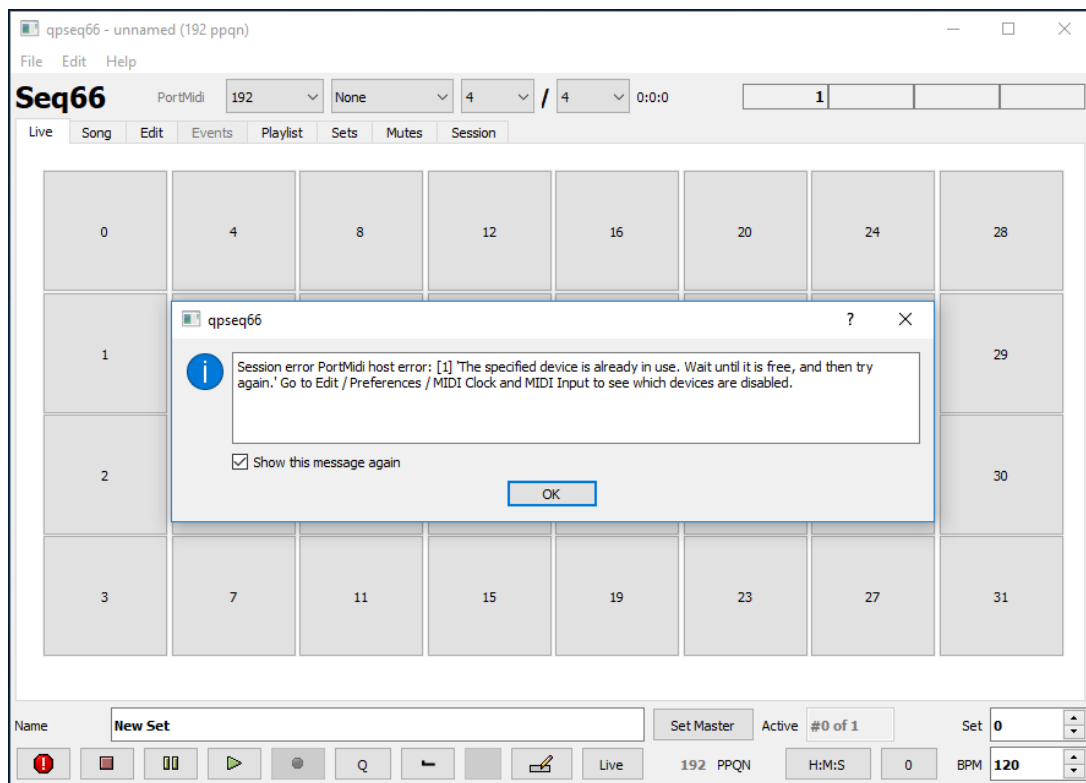 qpseq66 - unnamed (192 ppqn)
File Edit Help
Seq66 PortMidi 192 None 4 / 4 0:0:0 1
Live Song Edit Events Playlist Sets Mutes Session
0 4 8 12 16 20 24 28
qpseq66 ?
1 29
Session error PortMidi host error: [1] 'The specified device is already in use. Wait until it is free, and then try
again.' Go to Edit / Preferences / MIDI Clock and MIDI Input to see which devices are disabled.
Show this message again
2 30
OK
3 7 11 15 19 23 27 31
Name New Set Set Master Active #0 of 1 Set 0
Q Live 192 PPQN H:M:S 0 BPM 120